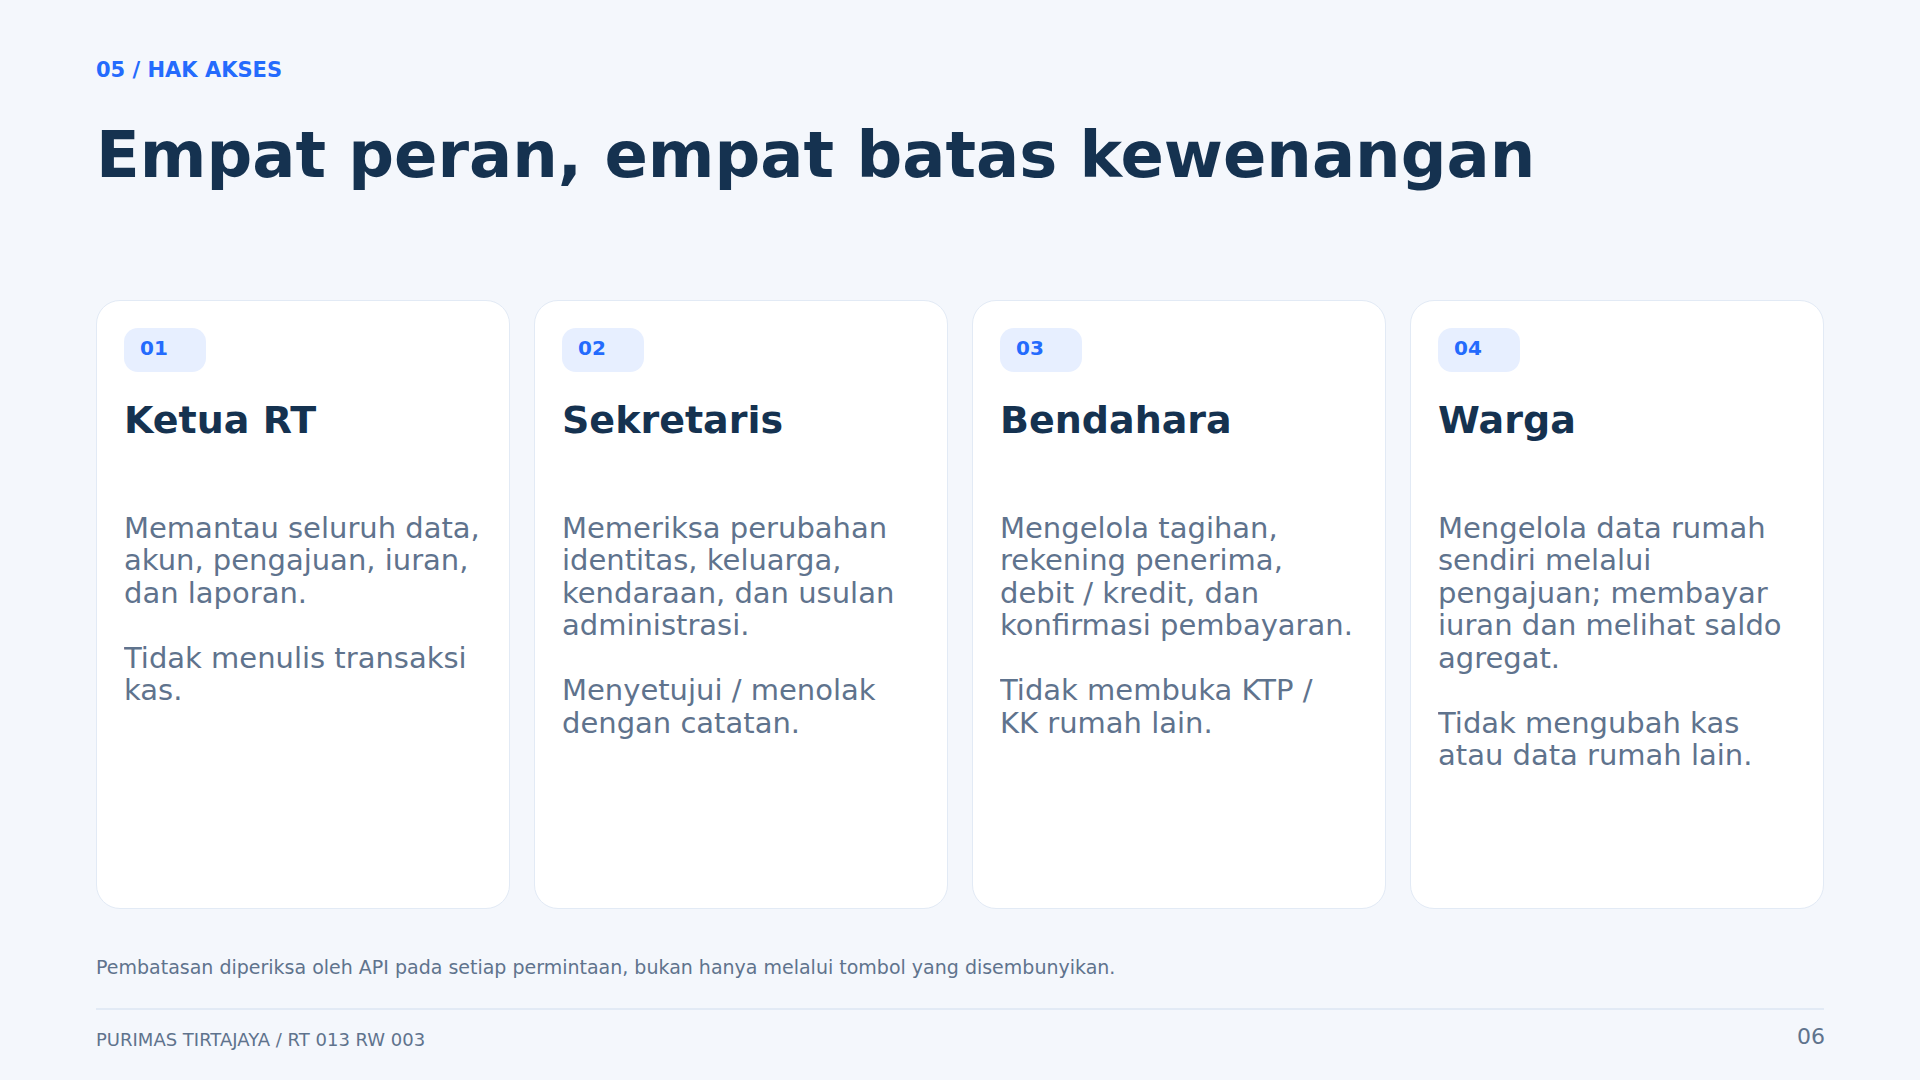 05 / HAK AKSES
Empat peran, empat batas kewenangan
01
Ketua RT
Memantau seluruh data,
akun, pengajuan, iuran,
dan laporan.
Tidak menulis transaksi
kas.
02
Sekretaris
Memeriksa perubahan
identitas, keluarga,
kendaraan, dan usulan
administrasi.
Menyetujui / menolak
dengan catatan.
03
Bendahara
Mengelola tagihan,
rekening penerima,
debit / kredit, dan
konfirmasi pembayaran.
Tidak membuka KTP /
KK rumah lain.
04
Warga
Mengelola data rumah
sendiri melalui
pengajuan; membayar
iuran dan melihat saldo
agregat.
Tidak mengubah kas
atau data rumah lain.
Pembatasan diperiksa oleh API pada setiap permintaan, bukan hanya melalui tombol yang disembunyikan.
PURIMAS TIRTAJAYA / RT 013 RW 003
06